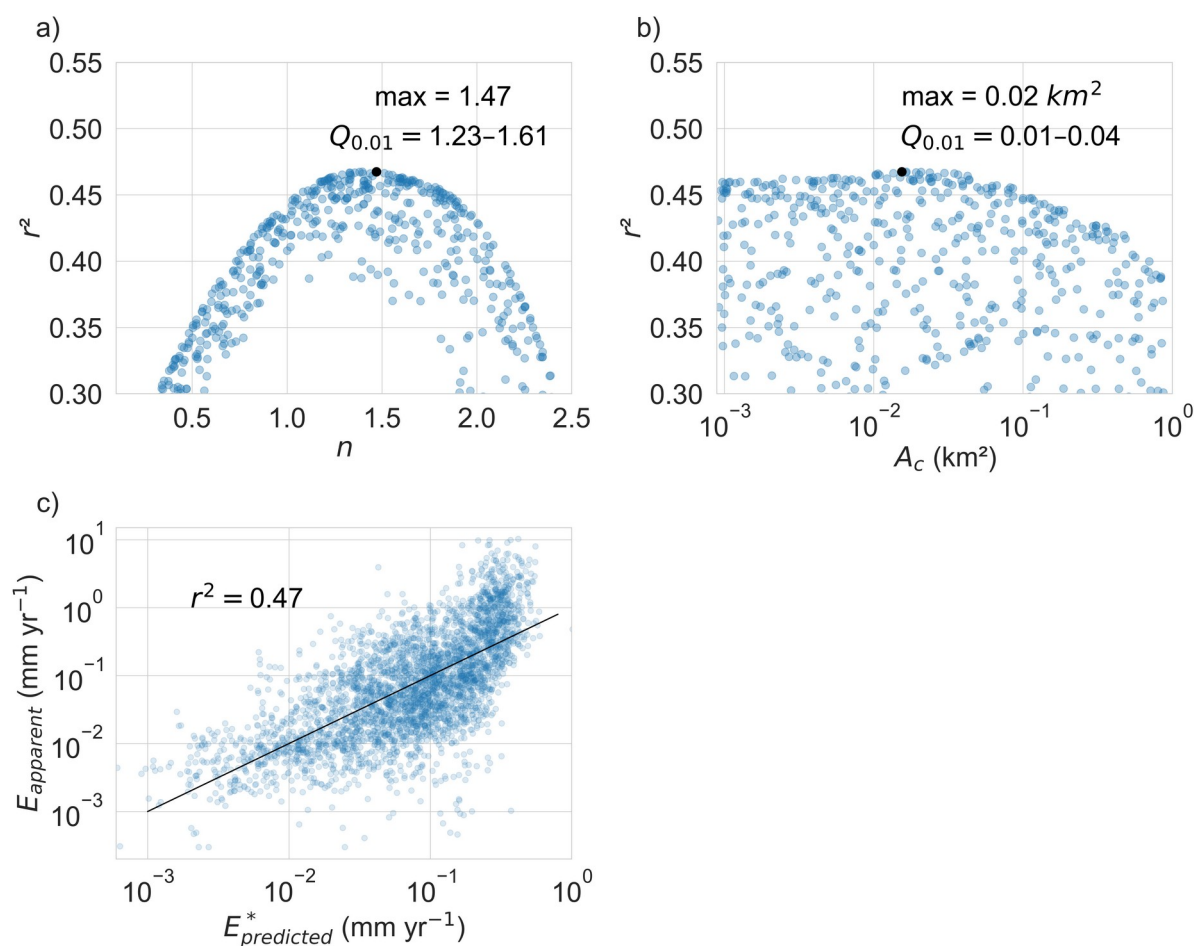 a)
0.55
0.50
0.45
0.40
0.35
0.30
r²
max = 1.47
Q₀.₀₁ = 1.23–1.61
0.5 1.0 1.5 2.0 2.5
n
b)
0.55
0.50
0.45
0.40
0.35
0.30
r²
max = 0.02 km²
Q₀.₀₁ = 0.01–0.04
10⁻³ 10⁻² 10⁻¹ 10⁰
A_c (km²)
c)
10¹
10⁰
10⁻¹
10⁻²
10⁻³
E_apparent (mm yr⁻¹)
r² = 0.47
10⁻³ 10⁻² 10⁻¹ 10⁰
E*_predicted (mm yr⁻¹)